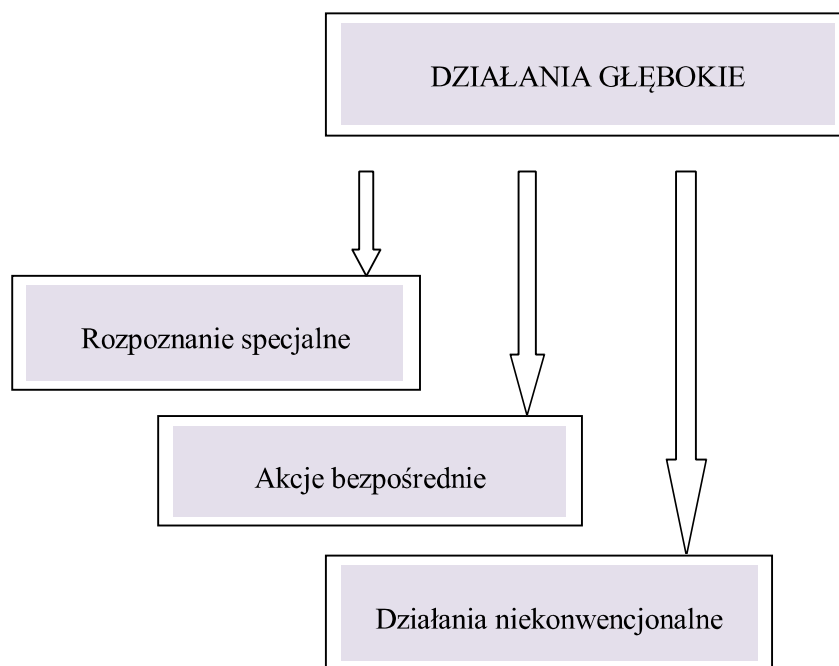 DZIAŁANIA GŁĘBOKIE
Rozpoznanie specjalne
Akcje bezpośrednie
Działania niekonwencjonalne